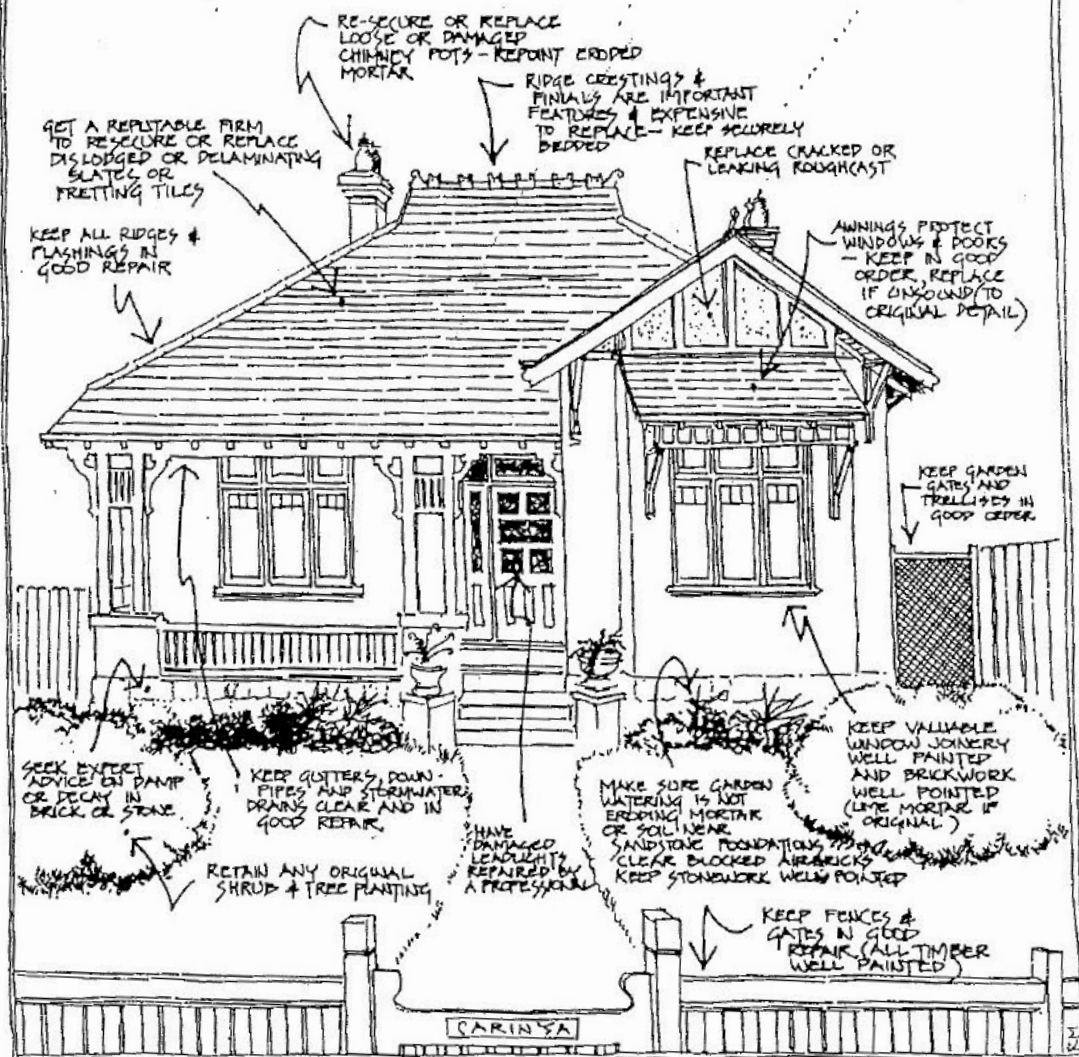 RE-SECURE OR REPLACE
LOOSE OR DAMAGED
CHIMNEY POTS - REPOINT ERODED
MORTAR
RIDGE CRESTINGS &
FINIALS ARE IMPORTANT
FEATURES & EXPENSIVE
TO REPLACE - KEEP SECURELY
BEDDED
GET A REPUTABLE FIRM
TO RESECURE OR REPLACE
DISLODGED OR DELAMINATING
SLATES OR
FRETTING TILES
REPLACE CRACKED OR
LEAKING ROUGHCAST
KEEP ALL RIDGES &
FLASHINGS IN
GOOD REPAIR
AWNINGS PROTECT
WINDOWS & DOORS
- KEEP IN GOOD
ORDER, REPLACE
IF UNSOUND (TO
ORIGINAL DETAIL)
KEEP GARDEN
GATES AND
TRELLISES IN
GOOD ORDER
SEEK EXPERT
ADVICE ON DAMP
OR DECAY IN
BRICK OR STONE
KEEP GUTTERS, DOWN-
PIPES AND STORMWATER
DRAINS CLEAR AND IN
GOOD REPAIR
RETAIN ANY ORIGINAL
SHRUB & TREE PLANTING
HAVE
DAMAGED
LEADLIGHTS
REPAIRED BY
A PROFESSIONAL
MAKE SURE GARDEN
WATERING IS NOT
ERODING MORTAR
OR SOIL NEAR
SANDSTONE FOUNDATIONS
CLEAR BLOCKED AIRBRICKS
KEEP STONEWORK WELL POINTED
KEEP VALUABLE
WINDOW JOINERY
WELL PAINTED
AND BRICKWORK
WELL POINTED
(LIME MORTAR IF
ORIGINAL)
KEEP FENCES &
GATES IN GOOD
REPAIR (ALL TIMBER
WELL PAINTED)